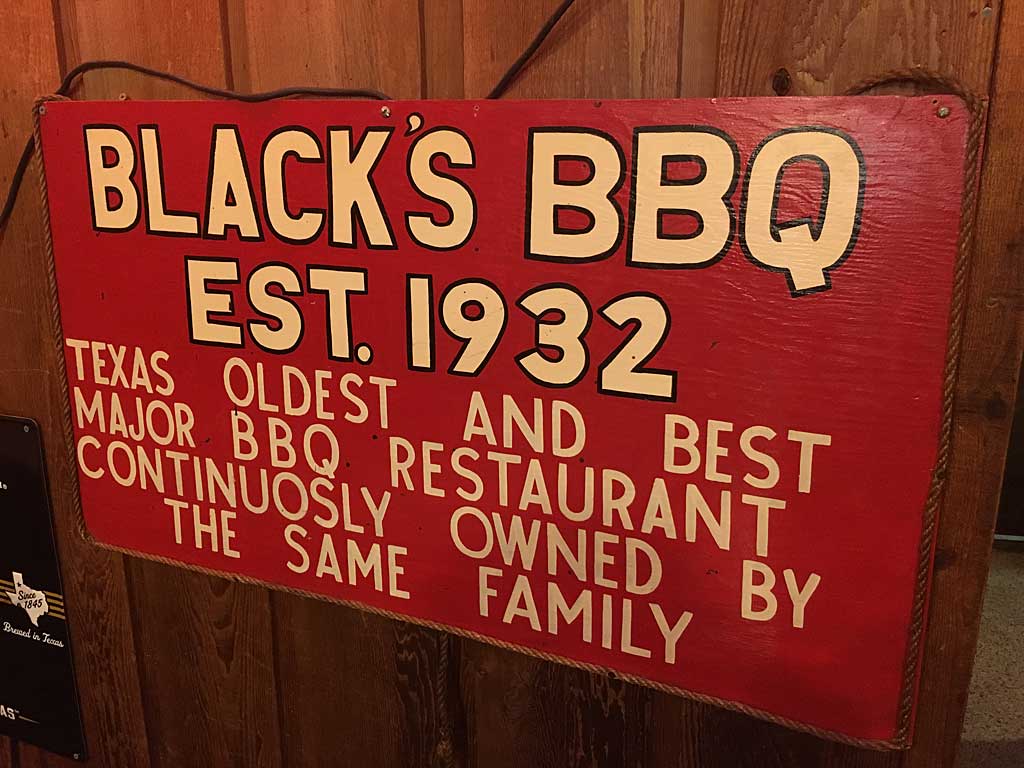 BLACK'S BBQ
EST. 1932
TEXAS OLDEST AND BEST
MAJOR BBQ RESTAURANT
CONTINUOSLY OWNED BY
THE SAME FAMILY
Since
1845
Brewed in Texas
AS